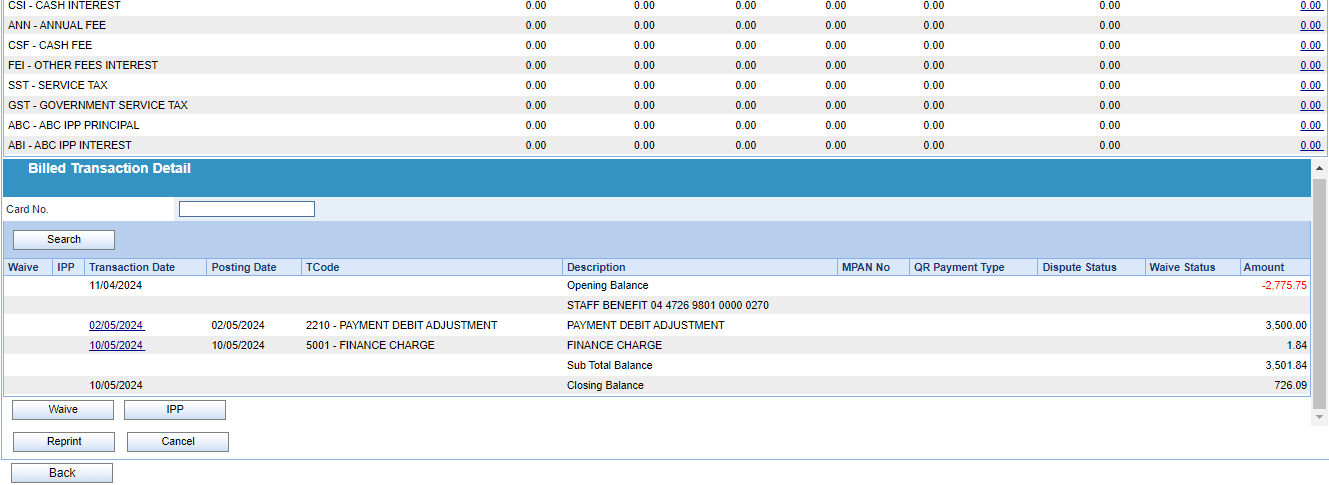 CSI - CASH INTEREST 0.00 0.00 0.00 0.00 0.00 0.00 0.00
ANN - ANNUAL FEE 0.00 0.00 0.00 0.00 0.00 0.00 0.00
CSF - CASH FEE 0.00 0.00 0.00 0.00 0.00 0.00 0.00
FEI - OTHER FEES INTEREST 0.00 0.00 0.00 0.00 0.00 0.00 0.00
SST - SERVICE TAX 0.00 0.00 0.00 0.00 0.00 0.00 0.00
GST - GOVERNMENT SERVICE TAX 0.00 0.00 0.00 0.00 0.00 0.00 0.00
ABC - ABC IPP PRINCIPAL 0.00 0.00 0.00 0.00 0.00 0.00 0.00
ABI - ABC IPP INTEREST 0.00 0.00 0.00 0.00 0.00 0.00 0.00
Billed Transaction Detail
Card No.
Search
Waive IPP Transaction Date Posting Date TCode Description MPAN No QR Payment Type Dispute Status Waive Status Amount
11/04/2024 Opening Balance -2,775.75
STAFF BENEFIT 04 4726 9801 0000 0270
02/05/2024 02/05/2024 2210 - PAYMENT DEBIT ADJUSTMENT PAYMENT DEBIT ADJUSTMENT 3,500.00
10/05/2024 10/05/2024 5001 - FINANCE CHARGE FINANCE CHARGE 1.84
Sub Total Balance 3,501.84
10/05/2024 Closing Balance 726.09
Waive IPP
Reprint Cancel
Back